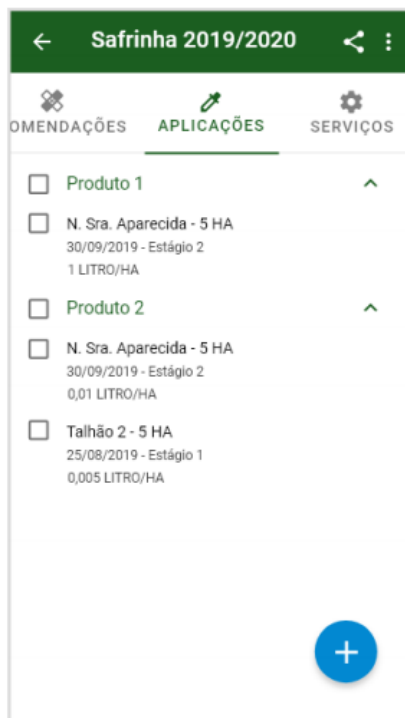 Safrinha 2019/2020
OMENDAÇÕES APLICAÇÕES SERVIÇOS
Produto 1
N. Sra. Aparecida - 5 HA
30/09/2019 - Estágio 2
1 LITRO/HA
Produto 2
N. Sra. Aparecida - 5 HA
30/09/2019 - Estágio 2
0,01 LITRO/HA
Talhão 2 - 5 HA
25/08/2019 - Estágio 1
0,005 LITRO/HA